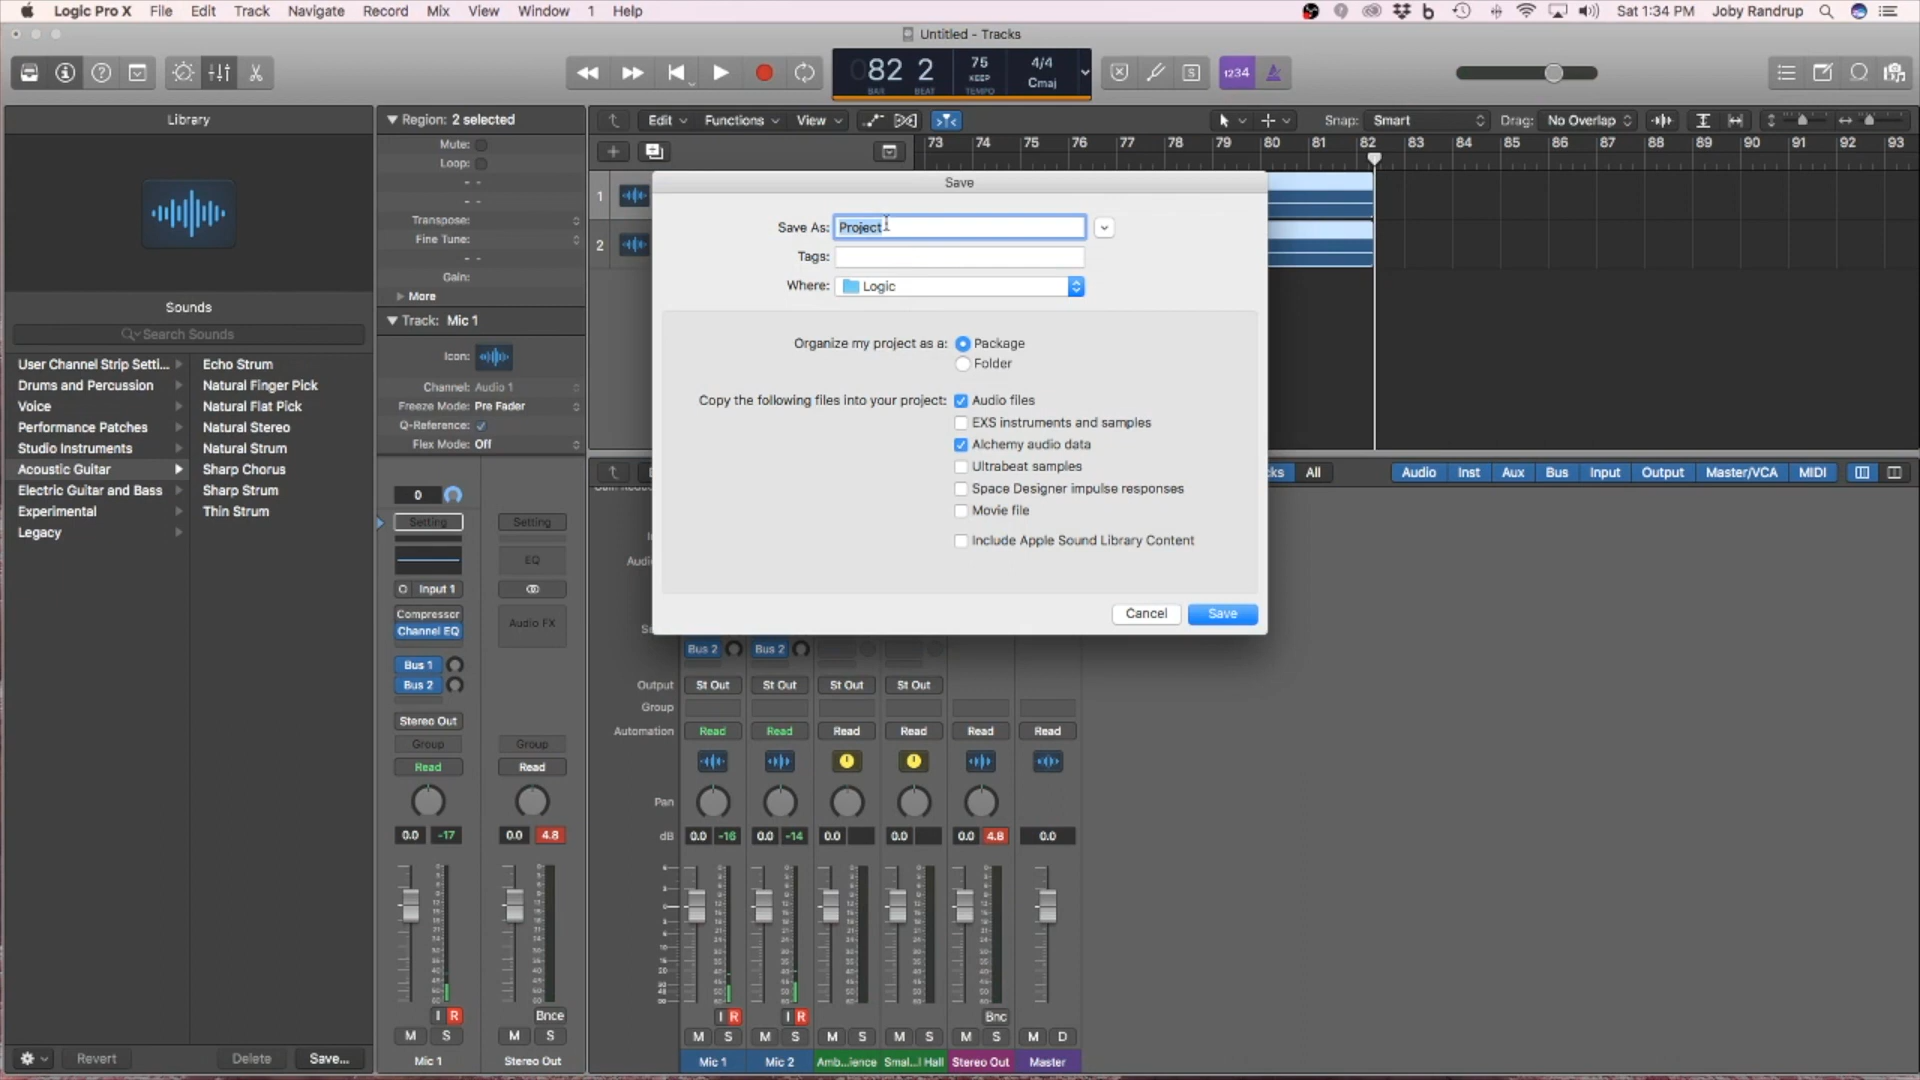 Logic Pro X File Edit Track Navigate Record Mix View Window 1 Help Sat 1:34 PM Joby Randrup
Untitled - Tracks
82 2 75 4/4
KEEP Cmaj
BAR BEAT TEMPO
1234
Library
Region: 2 selected
Edit Functions View Snap: Smart Drag: No Overlap
Mute:
Loop:
73 74 75 76 77 78 79 80 81 82 83 84 85 86 87 88 89 90 91 92 93
Transpose:
Fine Tune:
Gain:
More
1
2
Save
Save As: Project
Tags:
Where: Logic
Organize my project as a: Package
Folder
Copy the following files into your project: Audio files
EXS instruments and samples
Alchemy audio data
Ultrabeat samples
Space Designer impulse responses
Movie file
Include Apple Sound Library Content
Cancel Save
Sounds
Search Sounds
User Channel Strip Setti...
Drums and Percussion
Voice
Performance Patches
Studio Instruments
Acoustic Guitar
Electric Guitar and Bass
Experimental
Legacy
Echo Strum
Natural Finger Pick
Natural Flat Pick
Natural Stereo
Natural Strum
Sharp Chorus
Sharp Strum
Thin Strum
Track: Mic 1
Icon:
Channel: Audio 1
Freeze Mode: Pre Fader
Q-Reference:
Flex Mode: Off
All Audio Inst Aux Bus Input Output Master/VCA MIDI
0
Setting Setting
EQ
Input 1
Compressor
Channel EQ
Audio FX
Bus 1
Bus 2
Stereo Out
Group Group
Read Read
0.0 -17 0.0 4.8
I R Bnce
M S M S
Mic 1 Stereo Out
Bus 2 Bus 2
Output St Out St Out St Out St Out
Group
Automation Read Read Read Read Read Read
Pan
dB 0.0 -16 0.0 -14 0.0 0.0 0.0 4.8 0.0
I R I R Bnc
M S M S M S M S M S M D
Mic 1 Mic 2 Amb...ience Smal...l Hall Stereo Out Master
Revert Delete Save...